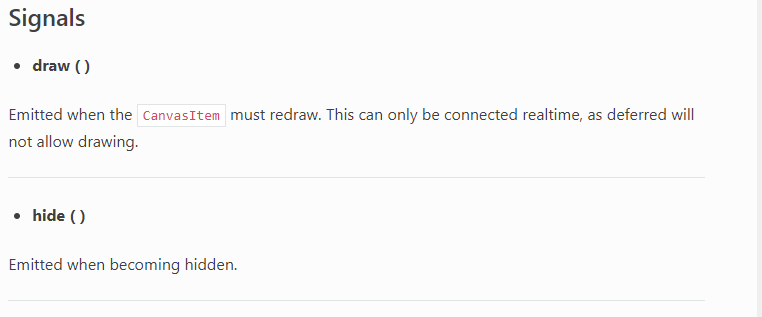 Signals
• draw ( )
Emitted when the CanvasItem must redraw. This can only be connected realtime, as deferred will
not allow drawing.
• hide ( )
Emitted when becoming hidden.